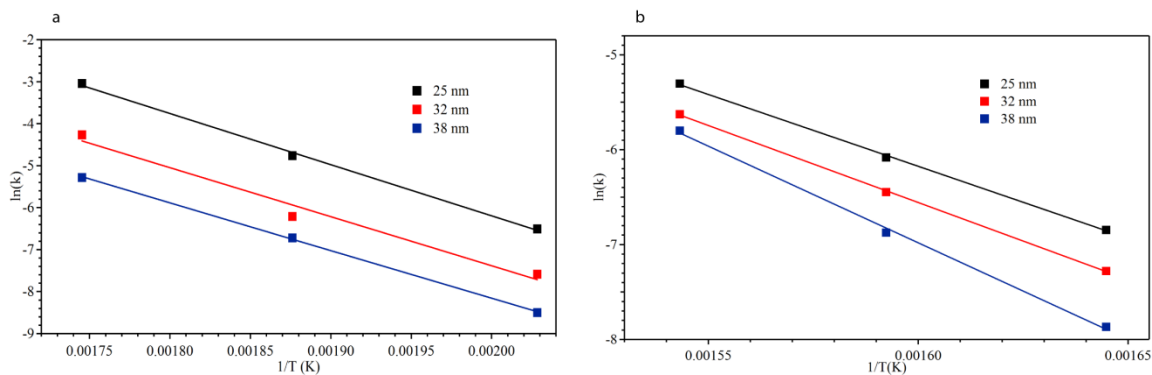 a
-2
-3
-4
-5
-6
-7
-8
-9
ln(k)
25 nm
32 nm
38 nm
0.00175 0.00180 0.00185 0.00190 0.00195 0.00200
1/T (K)
b
-5
-6
-7
-8
ln(k)
25 nm
32 nm
38 nm
0.00155 0.00160 0.00165
1/T(K)